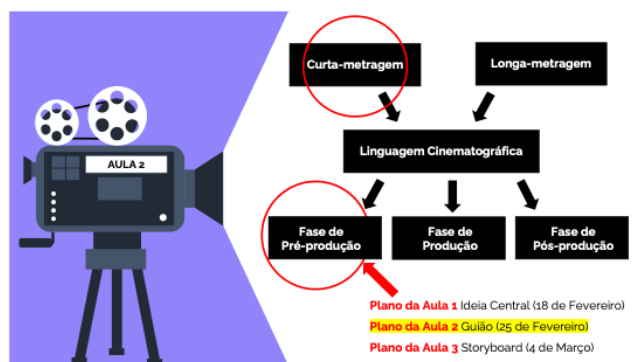 AULA 2
Curta-metragem
Longa-metragem
Linguagem Cinematográfica
Fase de
Pré-produção
Fase de
Produção
Fase de
Pós-produção
Plano da Aula 1 Ideia Central (18 de Fevereiro)
Plano da Aula 2 Guião (25 de Fevereiro)
Plano da Aula 3 Storyboard (4 de Março)